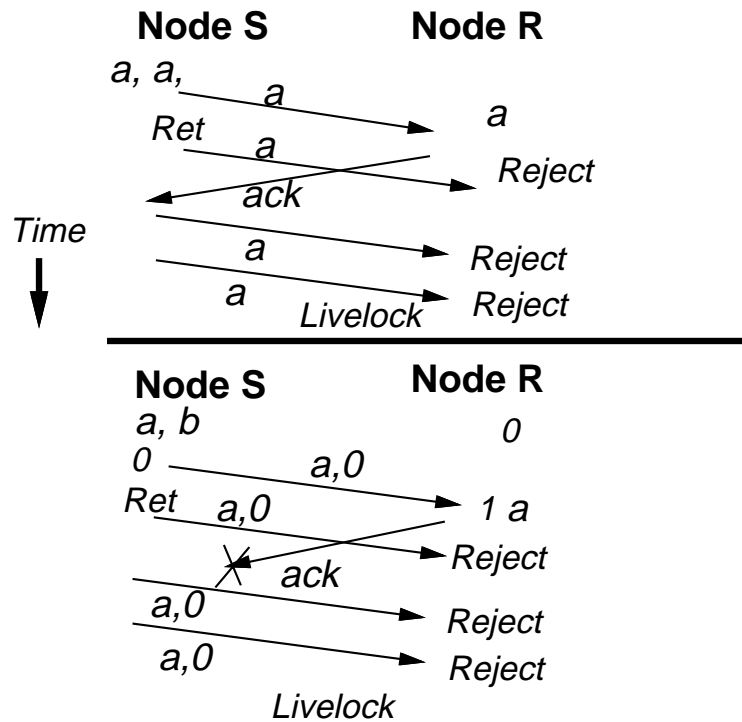 Node S Node R
a, a,
a
a
Ret
a
Reject
ack
Time
a
Reject
a
Reject
Livelock
Node S Node R
a, b
0
0
a,0
Ret
a,0
1 a
Reject
ack
a,0
Reject
a,0
Reject
Livelock